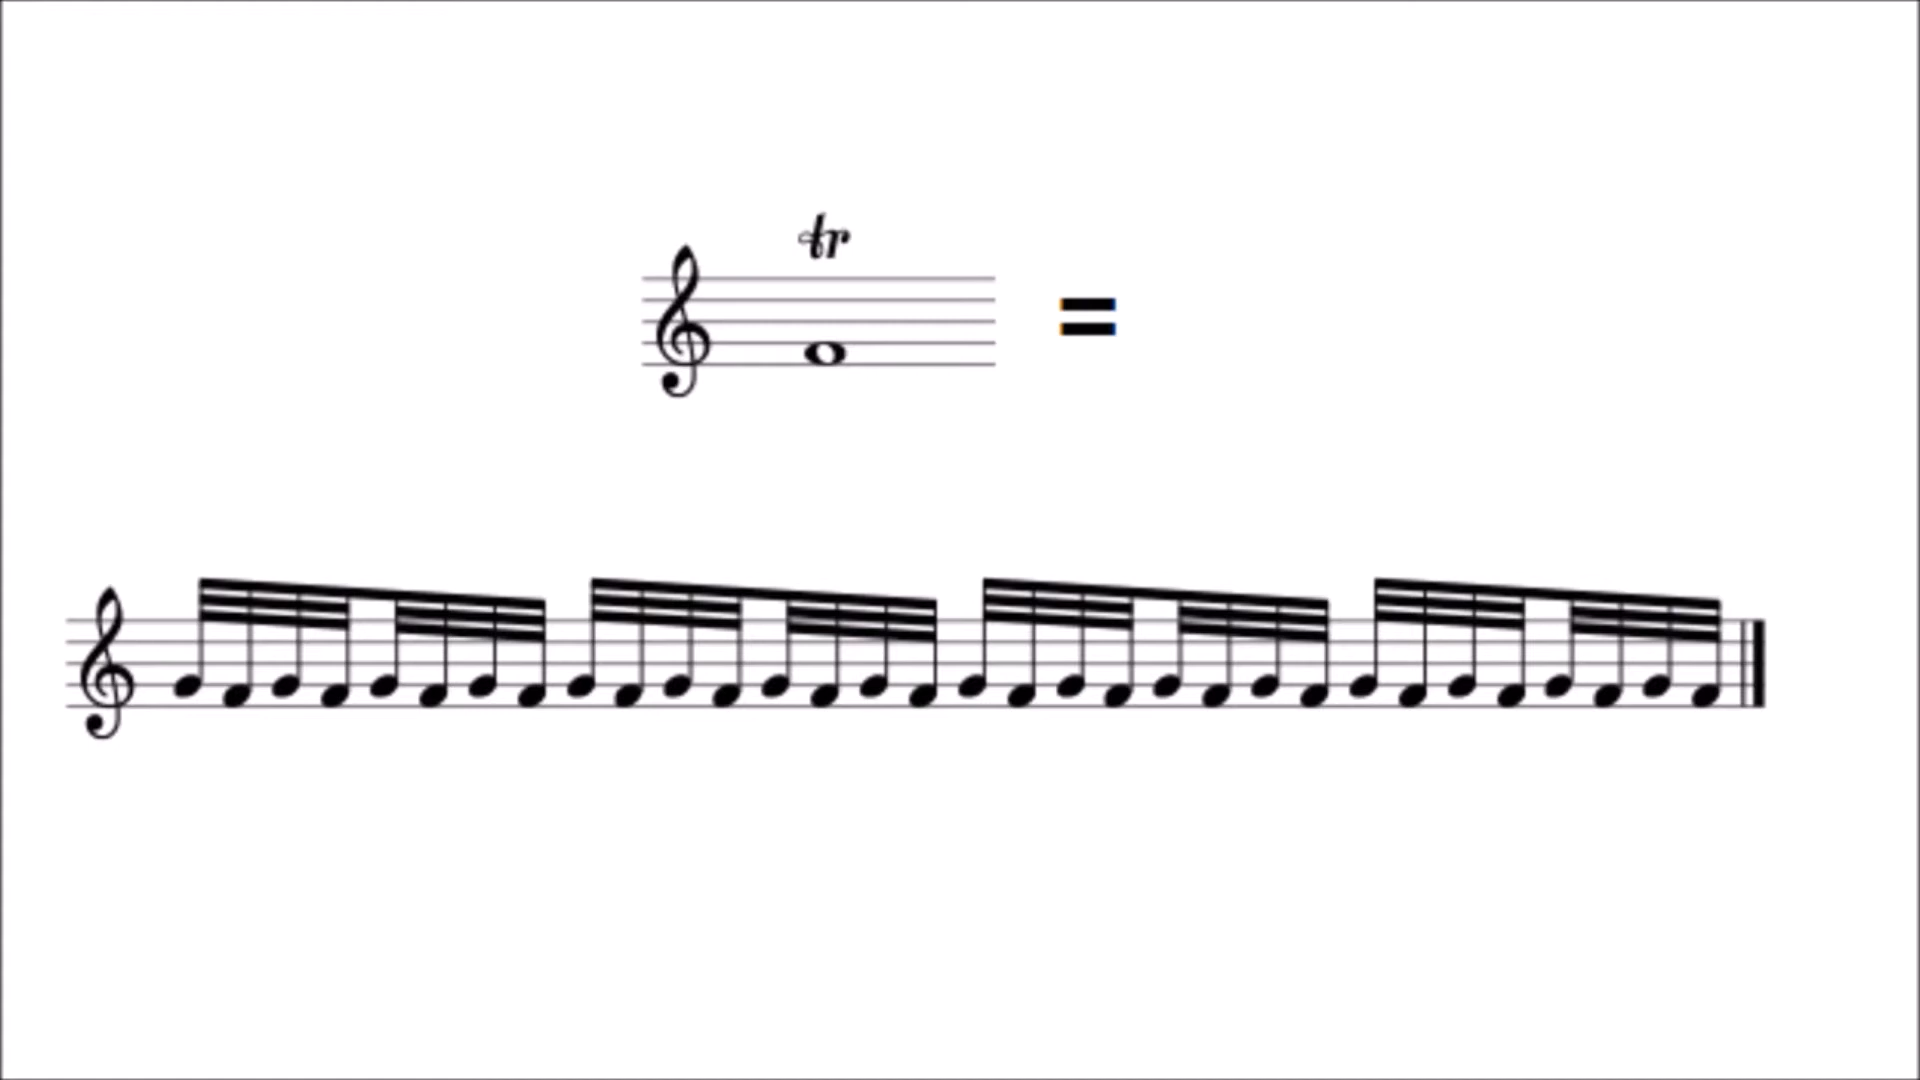 tr
=